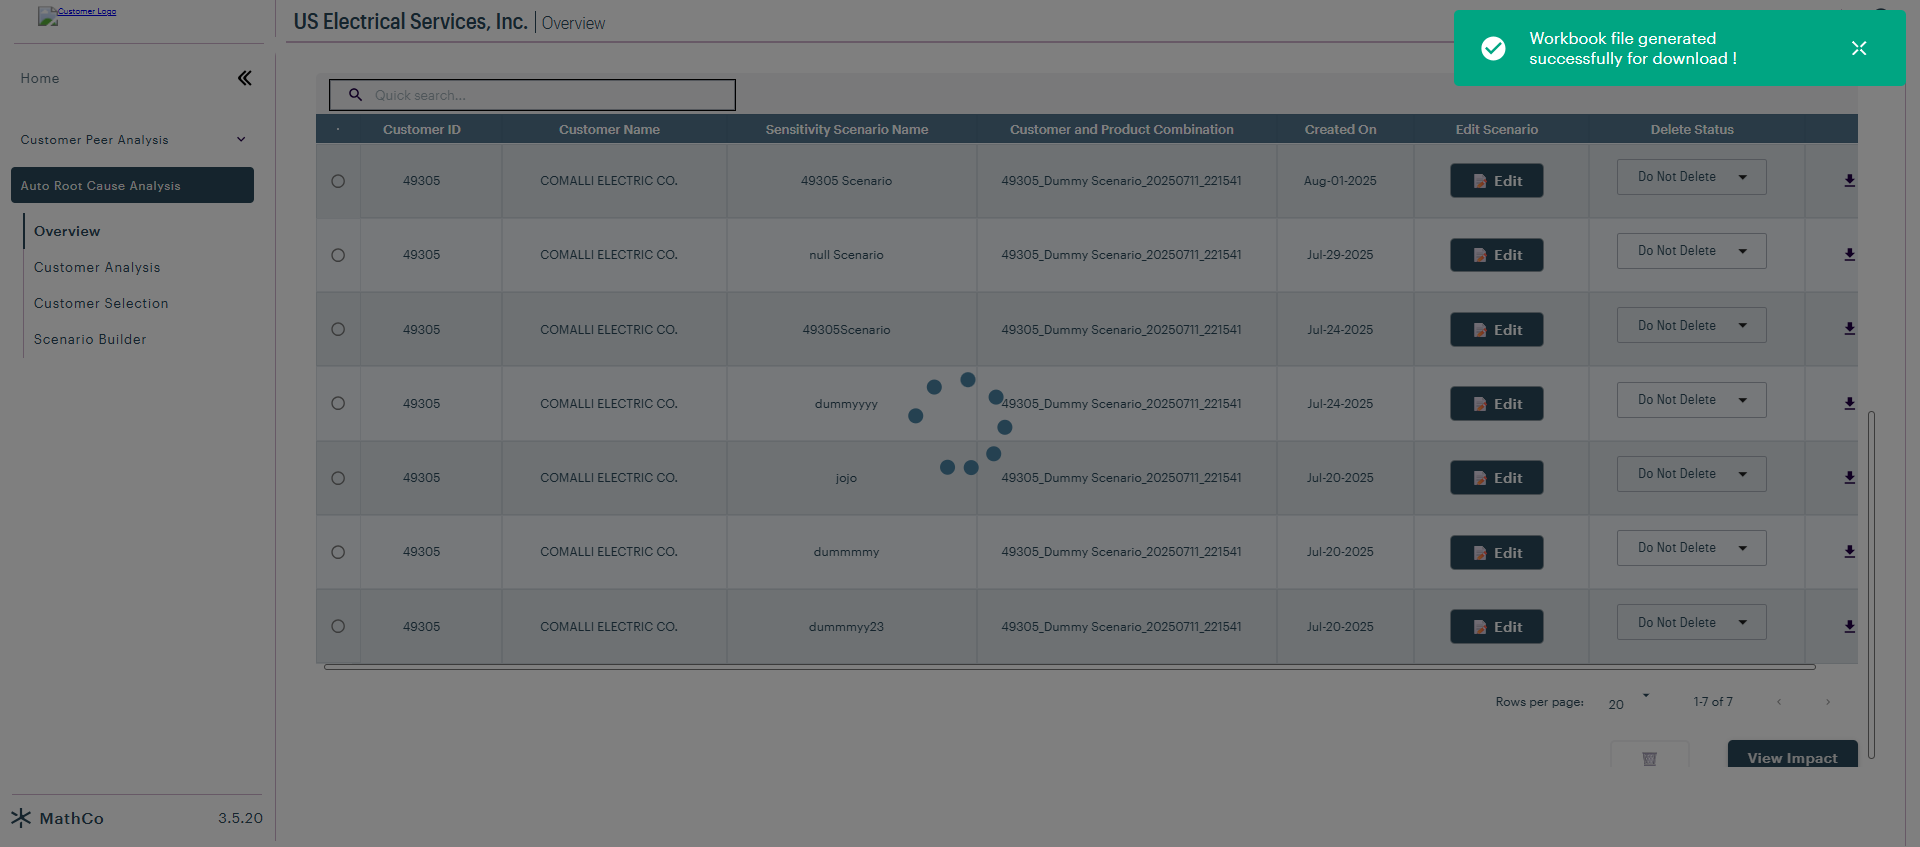 Customer Logo
US Electrical Services, Inc. | Overview
Workbook file generated
successfully for download !
Home
Customer Peer Analysis
Auto Root Cause Analysis
Overview
Customer Analysis
Customer Selection
Scenario Builder
Quick search...
Customer ID Customer Name Sensitivity Scenario Name Customer and Product Combination Created On Edit Scenario Delete Status
49305 COMALLI ELECTRIC CO. 49305 Scenario 49305_Dummy Scenario_20250711_221541 Aug-01-2025 Edit Do Not Delete
49305 COMALLI ELECTRIC CO. null Scenario 49305_Dummy Scenario_20250711_221541 Jul-29-2025 Edit Do Not Delete
49305 COMALLI ELECTRIC CO. 49305Scenario 49305_Dummy Scenario_20250711_221541 Jul-24-2025 Edit Do Not Delete
49305 COMALLI ELECTRIC CO. dummyyyy 49305_Dummy Scenario_20250711_221541 Jul-24-2025 Edit Do Not Delete
49305 COMALLI ELECTRIC CO. jojo 49305_Dummy Scenario_20250711_221541 Jul-20-2025 Edit Do Not Delete
49305 COMALLI ELECTRIC CO. dummmmy 49305_Dummy Scenario_20250711_221541 Jul-20-2025 Edit Do Not Delete
49305 COMALLI ELECTRIC CO. dummmyy23 49305_Dummy Scenario_20250711_221541 Jul-20-2025 Edit Do Not Delete
Rows per page: 20 1-7 of 7
View Impact
MathCo 3.5.20